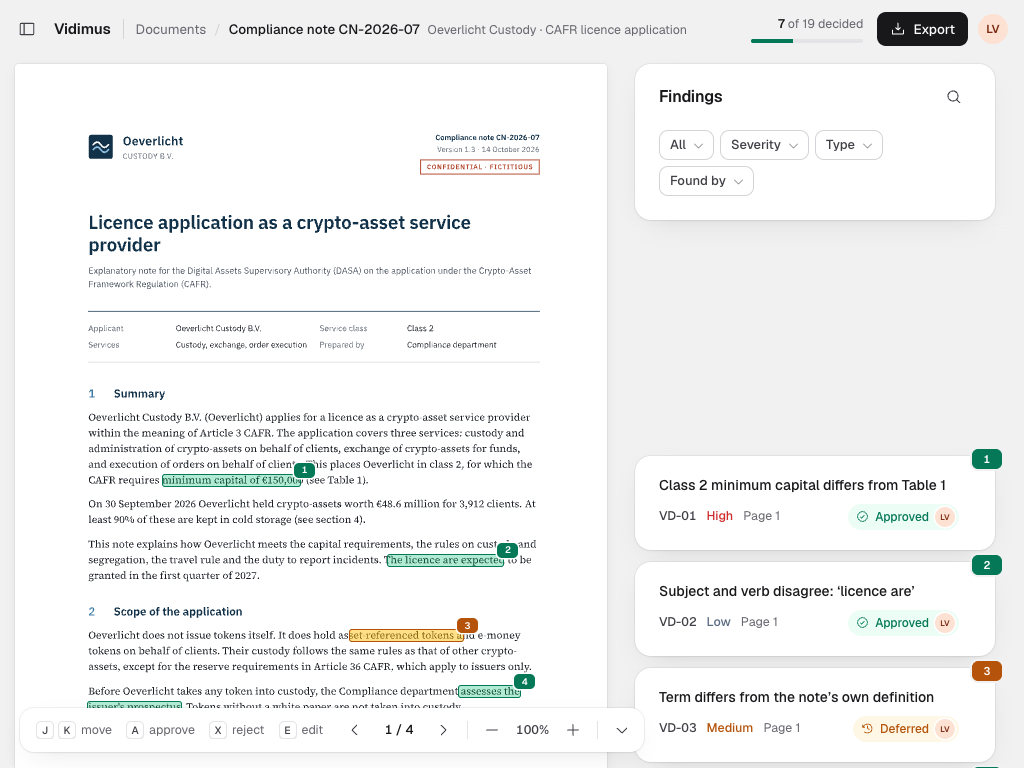 Vidimus
Documents / Compliance note CN-2026-07 Oeverlicht Custody · CAFR licence application
7 of 19 decided
Export
LV
Oeverlicht
CUSTODY B.V.
Compliance note CN-2026-07
Version 1.3 · 14 October 2026
CONFIDENTIAL · FICTITIOUS
Licence application as a crypto-asset service
provider
Explanatory note for the Digital Assets Supervisory Authority (DASA) on the application under the Crypto-Asset
Framework Regulation (CAFR).
Applicant Oeverlicht Custody B.V. Service class Class 2
Services Custody, exchange, order execution Prepared by Compliance department
1 Summary
Oeverlicht Custody B.V. (Oeverlicht) applies for a licence as a crypto-asset service provider
within the meaning of Article 3 CAFR. The application covers three services: custody and
administration of crypto-assets on behalf of clients, exchange of crypto-assets for funds,
and execution of orders on behalf of clients. This places Oeverlicht in class 2, for which the
1
CAFR requires minimum capital of €150,000 (see Table 1).
On 30 September 2026 Oeverlicht held crypto-assets worth €48.6 million for 3,912 clients. At
least 90% of these are kept in cold storage (see section 4).
This note explains how Oeverlicht meets the capital requirements, the rules on custody and
2
segregation, the travel rule and the duty to report incidents. The licence are expected to be
granted in the first quarter of 2027.
2 Scope of the application
3
Oeverlicht does not issue tokens itself. It does hold asset referenced tokens and e-money
tokens on behalf of clients. Their custody follows the same rules as that of other crypto-
assets, except for the reserve requirements in Article 36 CAFR, which apply to issuers only.
4
Before Oeverlicht takes any token into custody, the Compliance department assesses the
issuer's prospectus. Tokens without a white paper are not taken into custody.
J K move A approve X reject E edit 1 / 4 100%
Findings
All Severity Type
Found by
1
Class 2 minimum capital differs from Table 1
VD-01 High Page 1 Approved LV
2
Subject and verb disagree: ‘licence are’
VD-02 Low Page 1 Approved LV
3
Term differs from the note’s own definition
VD-03 Medium Page 1 Deferred LV